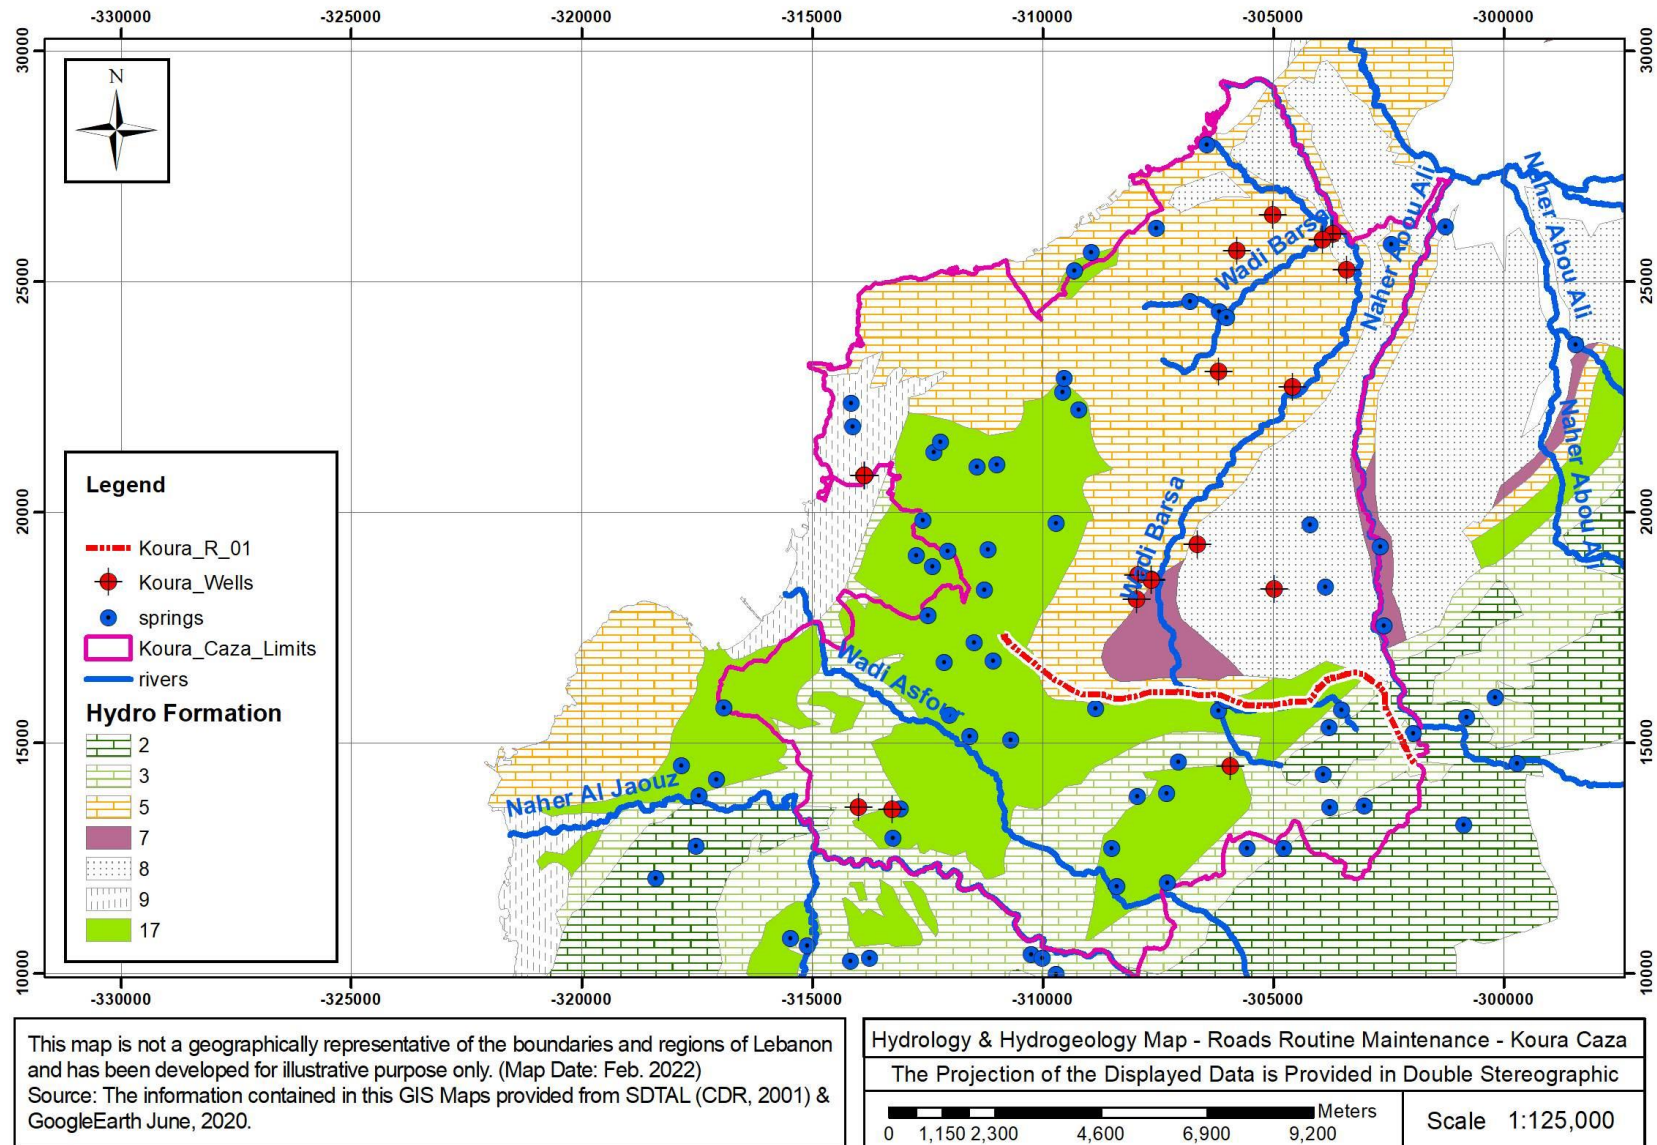 -330000 -325000 -320000 -315000 -310000 -305000 -300000
30000 30000
N
Naher Abou Ali
Naher Abou Ali
Wadi Barsa
25000 25000
Naher Abou Ali
Legend
Koura_R_01
Koura_Wells
springs
Koura_Caza_Limits
rivers
Hydro Formation
2
3
5
7
8
9
17
20000 20000
Wadi Barsa
Wadi Asfour
15000 15000
Naher Al Jaouz
10000 10000
-330000 -325000 -320000 -315000 -310000 -305000 -300000
This map is not a geographically representative of the boundaries and regions of Lebanon
and has been developed for illustrative purpose only. (Map Date: Feb. 2022)
Source: The information contained in this GIS Maps provided from SDTAL (CDR, 2001) &
GoogleEarth June, 2020.
Hydrology & Hydrogeology Map - Roads Routine Maintenance - Koura Caza
The Projection of the Displayed Data is Provided in Double Stereographic
Meters
0 1,150 2,300 4,600 6,900 9,200
Scale 1:125,000